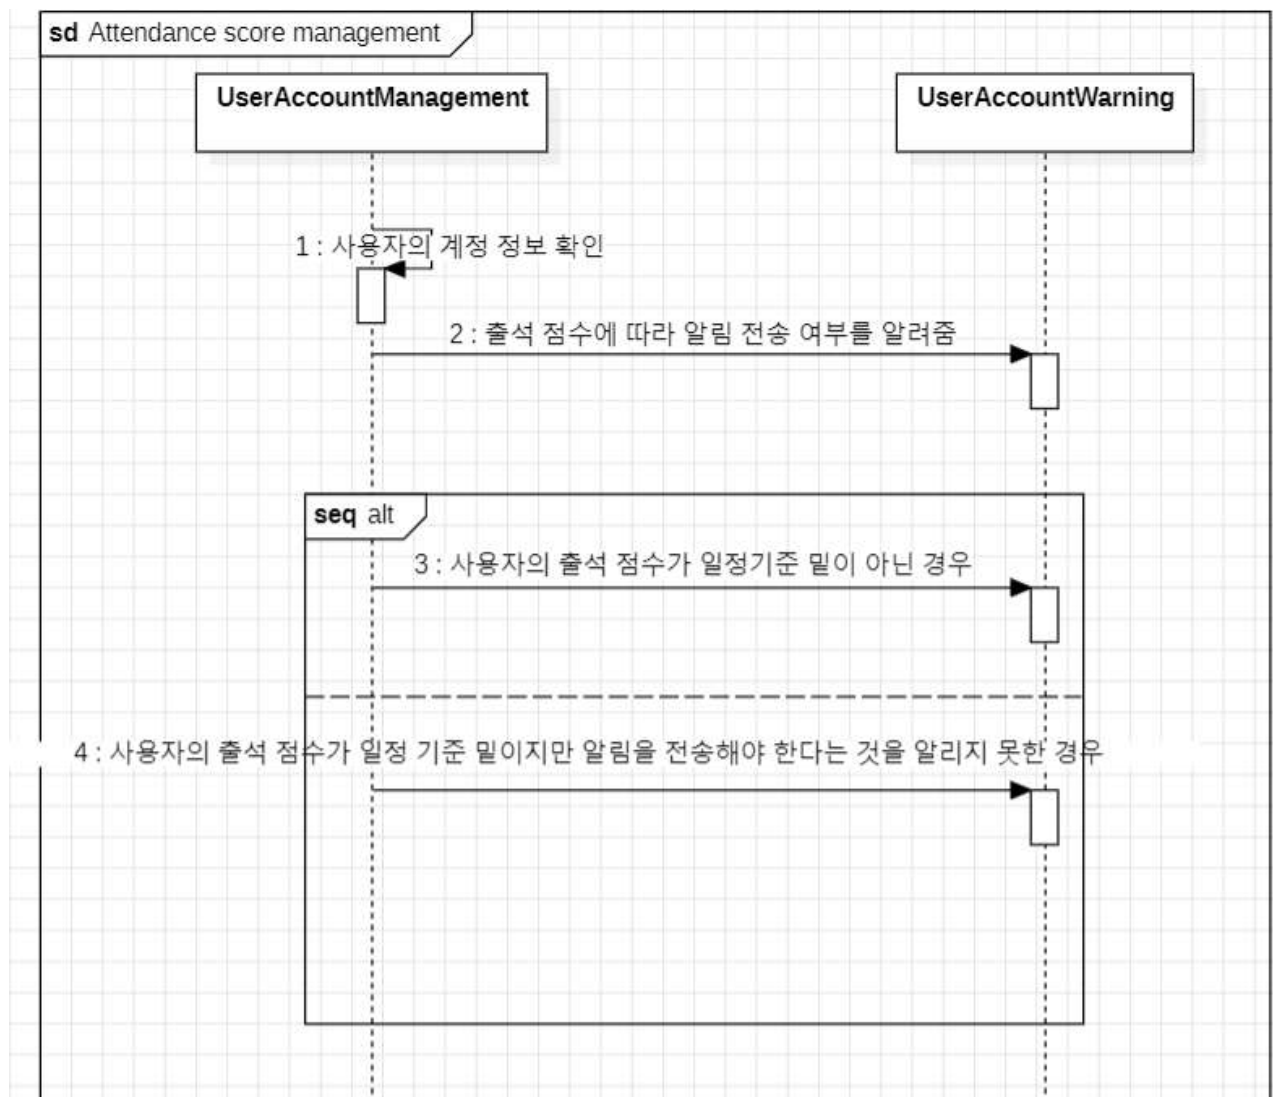 sd Attendance score management
UserAccountManagement
UserAccountWarning
1 : 사용자의 계정 정보 확인
2 : 출석 점수에 따라 알림 전송 여부를 알려줌
seq alt
3 : 사용자의 출석 점수가 일정기준 밑이 아닌 경우
4 : 사용자의 출석 점수가 일정 기준 밑이지만 알림을 전송해야 한다는 것을 알리지 못한 경우